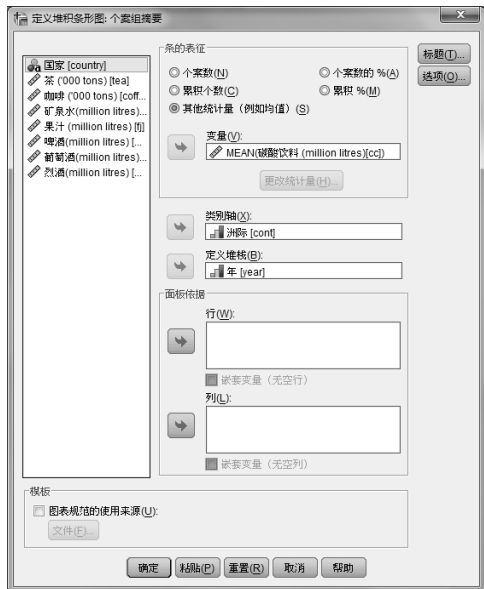 定义堆积条形图: 个案组摘要
国家 [country]
茶 ('000 tons) [tea]
咖啡 ('000 tons) [coff...
矿泉水(million litres)...
果汁 (million litres) [fj]
啤酒(million litres) [...
葡萄酒(million litres)...
烈酒(million litres) [...
条的表征
个案数(N)
个案数的 %(A)
累积个数(C)
累积 %(M)
其他统计量(例如均值)(S)
变量(V):
MEAN(碳酸饮料 (million litres)[cc])
更改统计量(H)...
类别轴(X):
洲际 [cont]
定义堆栈(B):
年 [year]
面板依据
行(W):
嵌套变量(无空行)
列(L):
嵌套变量(无空列)
标题(T)...
选项(O)...
模板
图表规范的使用来源(U):
文件(F)...
确定
粘贴(P)
重置(R)
取消
帮助